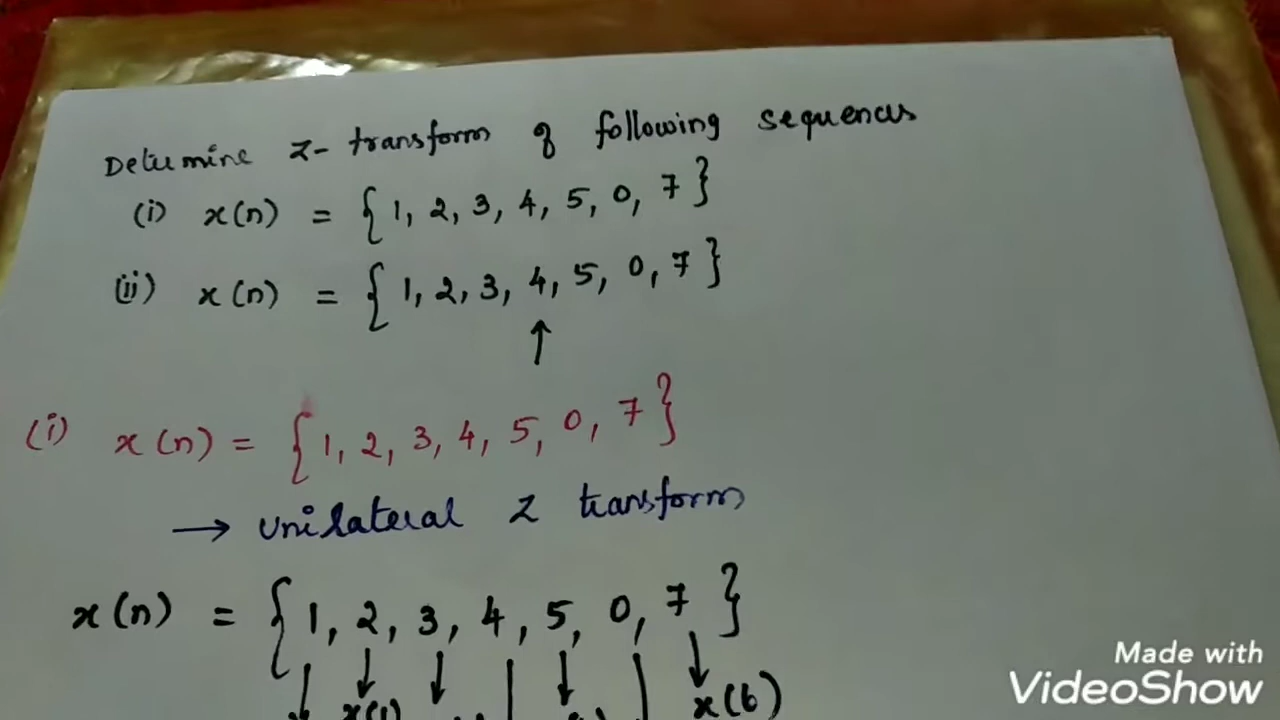 Determine z-transform of following sequences
(i) x(n) = { 1, 2, 3, 4, 5, 0, 7 }
(ii) x(n) = { 1, 2, 3, 4, 5, 0, 7 }
↑
(i) x(n) = { 1, 2, 3, 4, 5, 0, 7 }
→ unilateral z transform
x(n) = { 1, 2, 3, 4, 5, 0, 7 }
x(1) x(6)
Made with
VideoShow